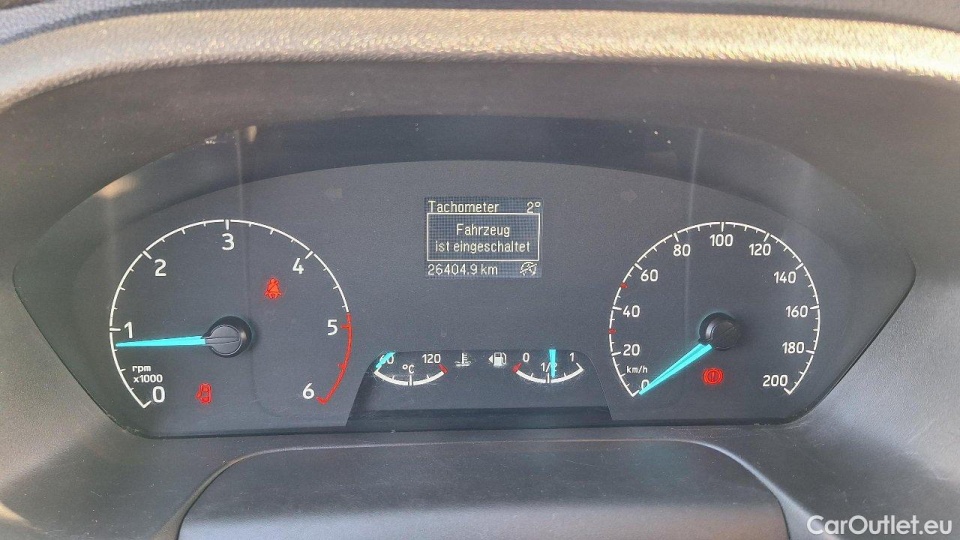 Tachometer 2°
Fahrzeug
ist eingeschaltet
26404.9 km
0 1 2 3 4 5 6
rpm
x1000
60 120
°C
0 1/2 1
0 20 40 60 80 100 120 140 160 180 200
km/h
CarOutlet.eu